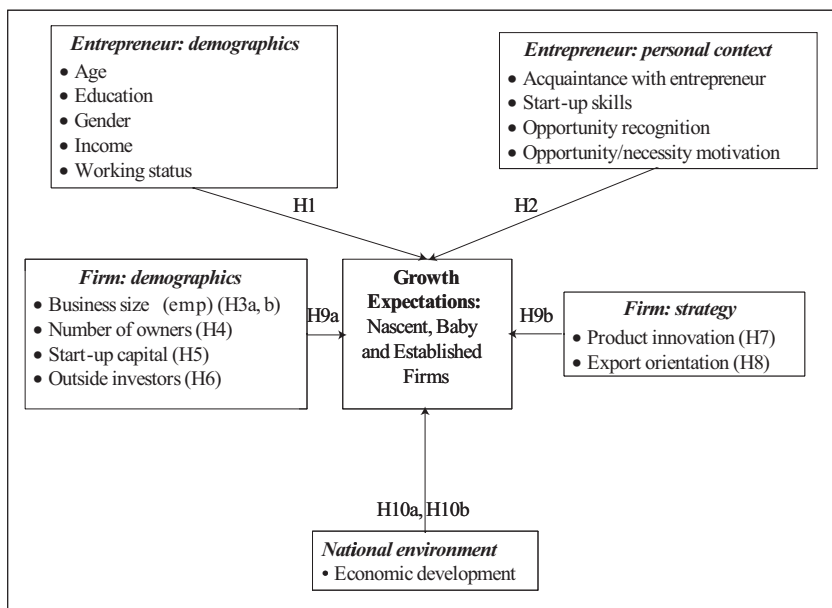 Entrepreneur: demographics
• Age
• Education
• Gender
• Income
• Working status
Entrepreneur: personal context
• Acquaintance with entrepreneur
• Start-up skills
• Opportunity recognition
• Opportunity/necessity motivation
H1
H2
Firm: demographics
• Business size (emp) (H3a, b)
• Number of owners (H4)
• Start-up capital (H5)
• Outside investors (H6)
H9a
Growth
Expectations:
Nascent, Baby
and Established
Firms
H9b
Firm: strategy
• Product innovation (H7)
• Export orientation (H8)
H10a, H10b
National environment
• Economic development